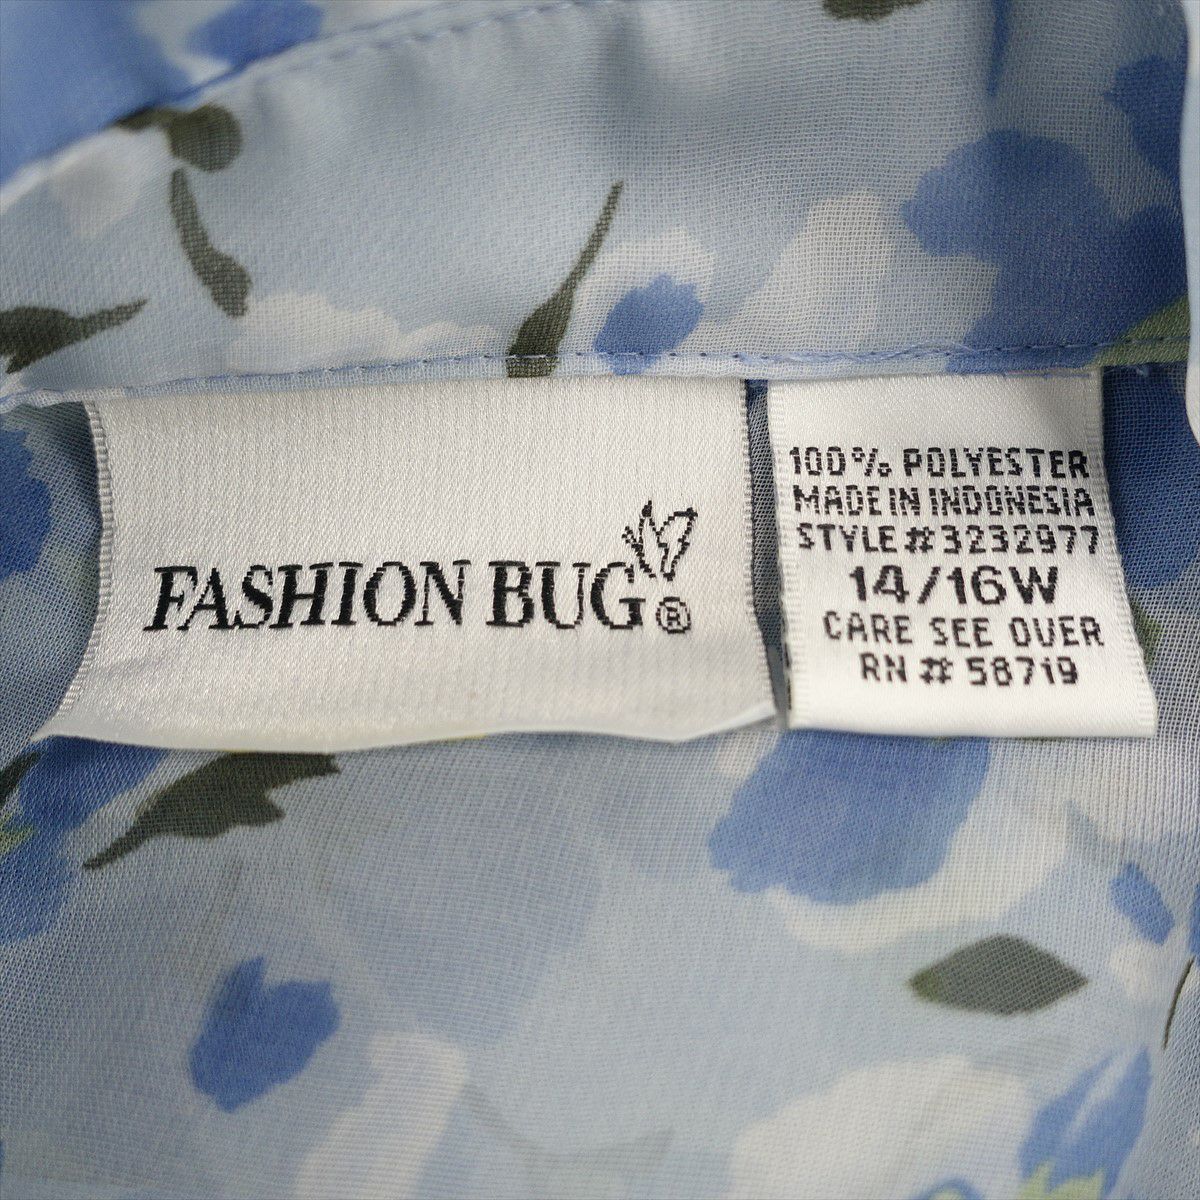 FASHION BUG®
100% POLYESTER
MADE IN INDONESIA
STYLE# 3232977
14/16W
CARE SEE OVER
RN # 58719